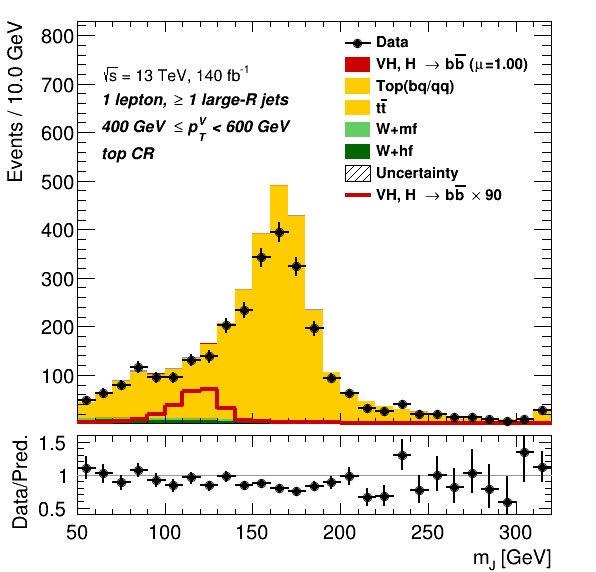 Events / 10.0 GeV
800
700
600
500
400
300
200
100
√s = 13 TeV, 140 fb⁻¹
1 lepton, ≥ 1 large-R jets
400 GeV ≤ p_T^V < 600 GeV
top CR
Data
VH, H → bb̅ (μ=1.00)
Top(bq/qq)
tt̅
W+mf
W+hf
Uncertainty
VH, H → bb̅ × 90
Data/Pred.
1.5
1
0.5
50 100 150 200 250 300
m_J [GeV]